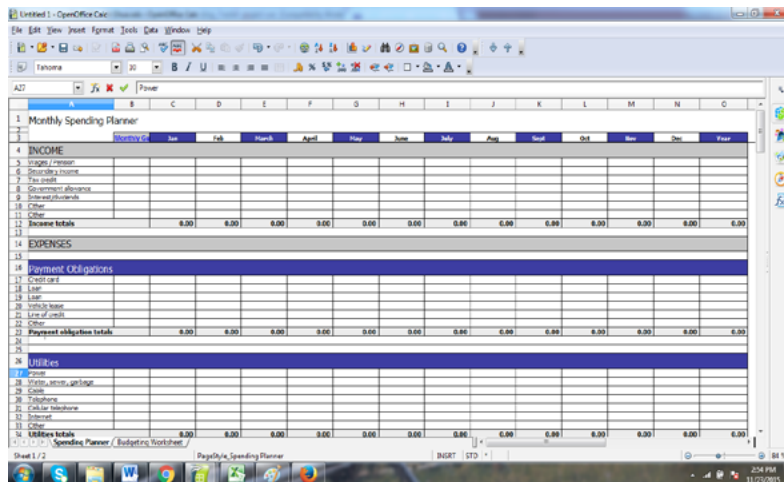 Untitled 1 - OpenOffice Calc
File Edit View Insert Format Tools Data Window Help
Tahoma 10
A27 Power
A B C D E F G H I J K L M N O
1 Monthly Spending Planner
2
3 Jan Feb March April May June July Aug Sept Oct Nov Dec Year
4 INCOME
5 Wages / Pension
6 Secondary income
7 Tax credit
8 Government allowance
9 Interest/dividends
10 Other
11 Other
12 Income totals 0.00 0.00 0.00 0.00 0.00 0.00 0.00 0.00 0.00 0.00 0.00 0.00 0.00
13
14 EXPENSES
15
16 Payment Obligations
17 Credit card
18 Loan
19 Loan
20 Vehicle lease
21 Line of credit
22 Other
23 Payment obligation totals 0.00 0.00 0.00 0.00 0.00 0.00 0.00 0.00 0.00 0.00 0.00 0.00 0.00
24
25
26 Utilities
27 Power
28 Water, sewer, garbage
29 Cable
30 Telephone
31 Cellular telephone
32 Internet
33 Other
34 Utilities totals 0.00 0.00 0.00 0.00 0.00 0.00 0.00 0.00 0.00 0.00 0.00 0.00 0.00
Spending Planner Budgeting Worksheet
Sheet 1 / 2 PageStyle_Spending Planner INSRT STD *
2:54 PM